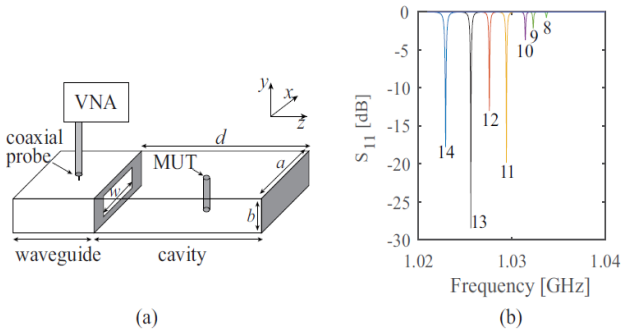 VNA
coaxial
probe
y
x
z
d
MUT
a
w
b
waveguide
cavity
(a)
0
-5
-10
-15
-20
-25
-30
S11 [dB]
8
9
10
12
14
11
13
1.02
1.03
1.04
Frequency [GHz]
(b)